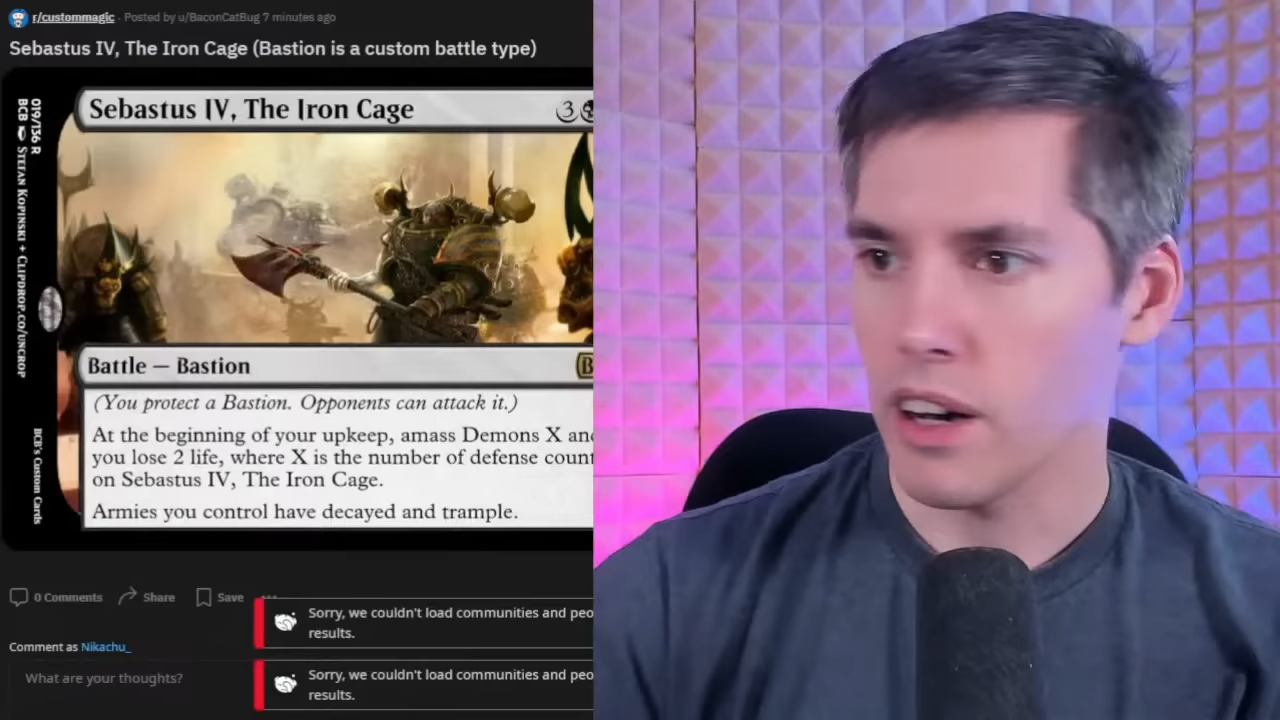 r/custommagic · Posted by u/BaconCatBug 7 minutes ago
Sebastus IV, The Iron Cage (Bastion is a custom battle type)
019/136 R
BCB STEFAN KOPINSKI + CLIPDROP.CO/UNCROP
BCB's Custom Cards
Sebastus IV, The Iron Cage 3
Battle — Bastion
(You protect a Bastion. Opponents can attack it.)
At the beginning of your upkeep, amass Demons X and
you lose 2 life, where X is the number of defense count
on Sebastus IV, The Iron Cage.
Armies you control have decayed and trample.
0 Comments Share Save ...
Sorry, we couldn't load communities and peo
results.
Comment as Nikachu_
What are your thoughts?
Sorry, we couldn't load communities and peo
results.